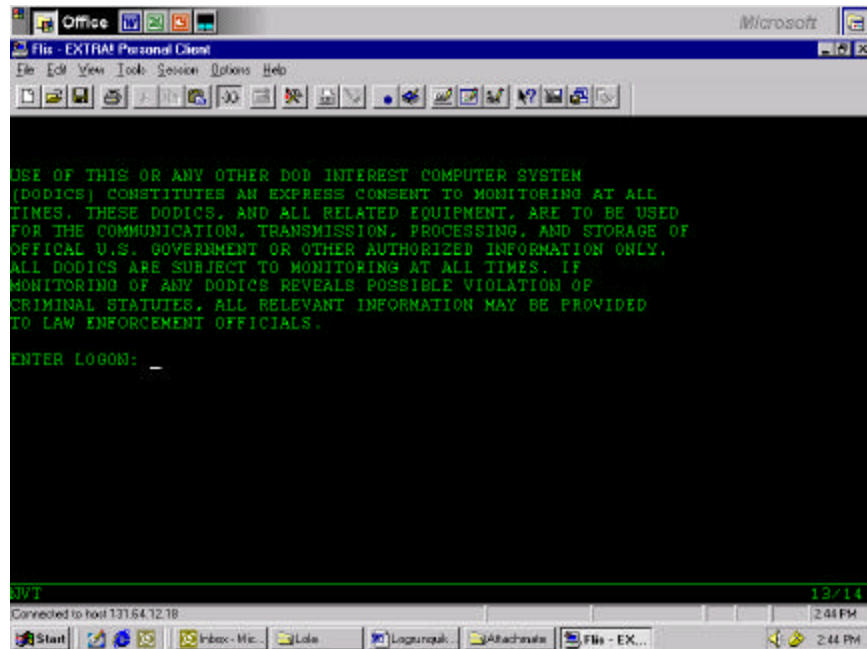 Office Microsoft
Flis - EXTRA! Personal Client
File Edit View Tools Session Options Help
USE OF THIS OR ANY OTHER DOD INTEREST COMPUTER SYSTEM
(DODICS) CONSTITUTES AN EXPRESS CONSENT TO MONITORING AT ALL
TIMES. THESE DODICS, AND ALL RELATED EQUIPMENT, ARE TO BE USED
FOR THE COMMUNICATION, TRANSMISSION, PROCESSING, AND STORAGE OF
OFFICAL U.S. GOVERNMENT OR OTHER AUTHORIZED INFORMATION ONLY.
ALL DODICS ARE SUBJECT TO MONITORING AT ALL TIMES. IF
MONITORING OF ANY DODICS REVEALS POSSIBLE VIOLATION OF
CRIMINAL STATUTES, ALL RELEVANT INFORMATION MAY BE PROVIDED
TO LAW ENFORCEMENT OFFICIALS.
ENTER LOGON: _
13/14
Connected to host 131.64.12.18 2:44 PM
Start Inbox - Mic... Lola Logrunquik... Attachmate Flis - EX... 2:44 PM